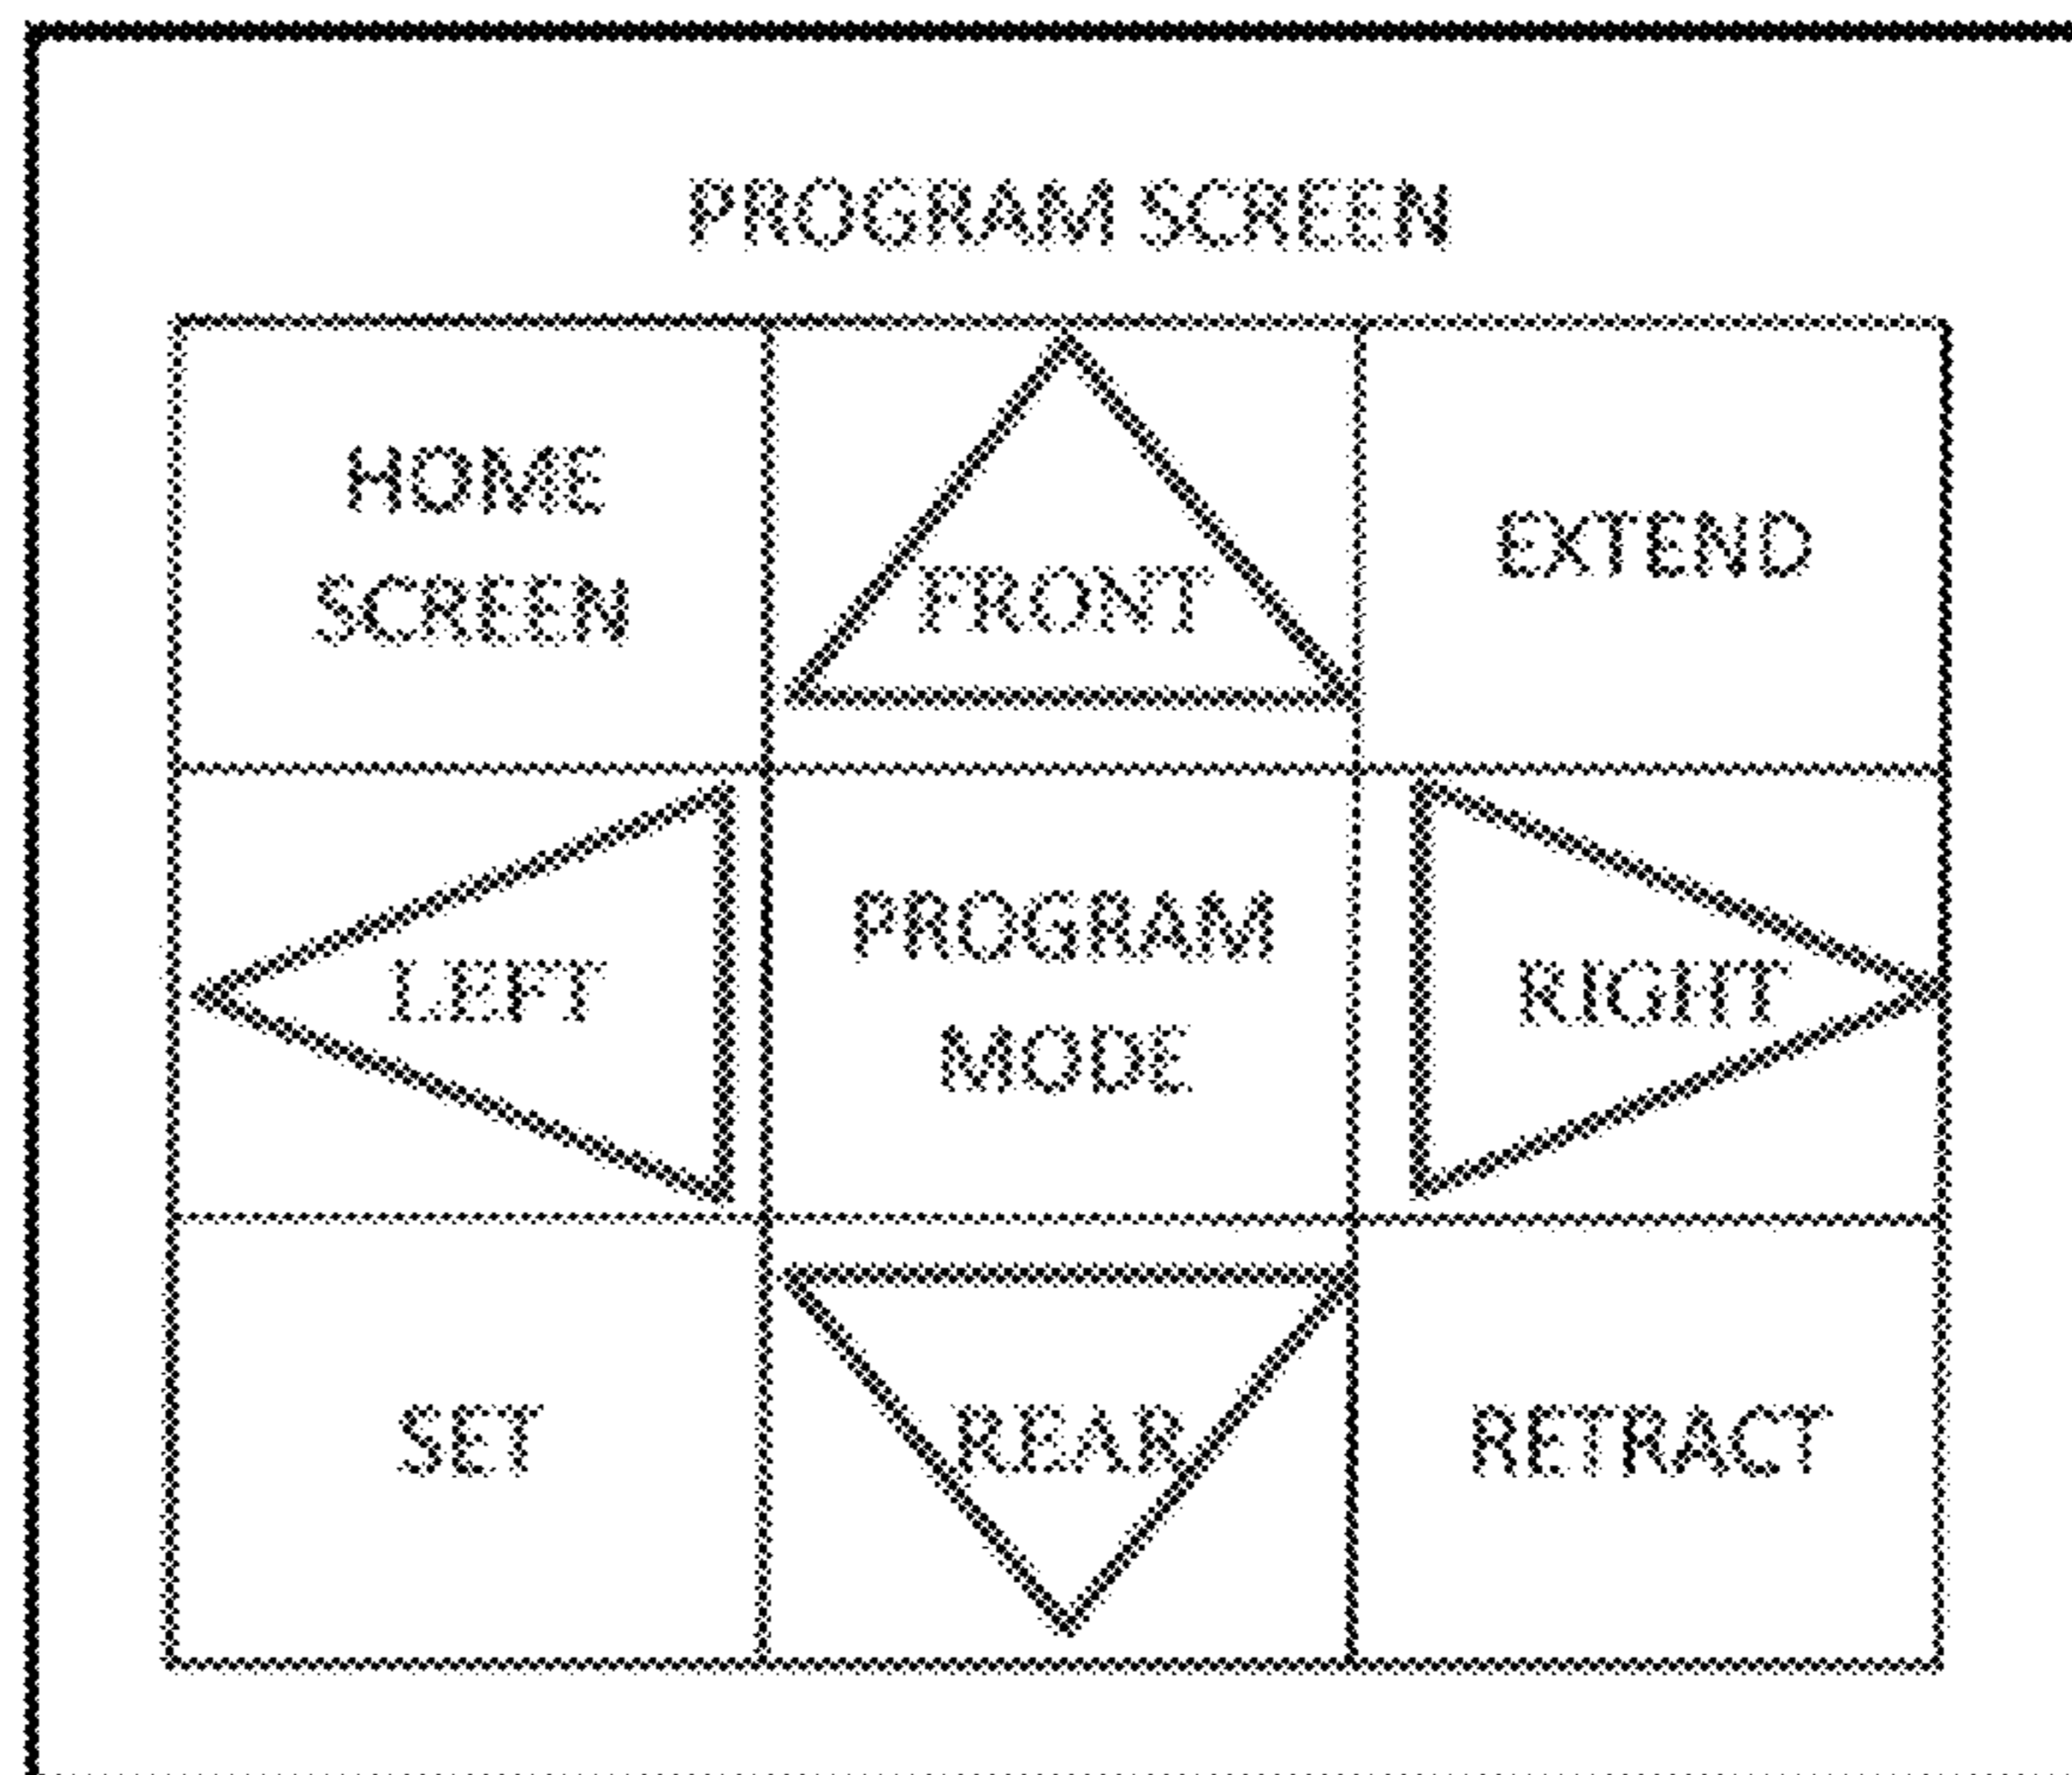 PROGRAM SCREEN
HOME
SCREEN
FRONT
EXTEND
LEFT
PROGRAM
MODE
RIGHT
SET
REAR
RETRACT